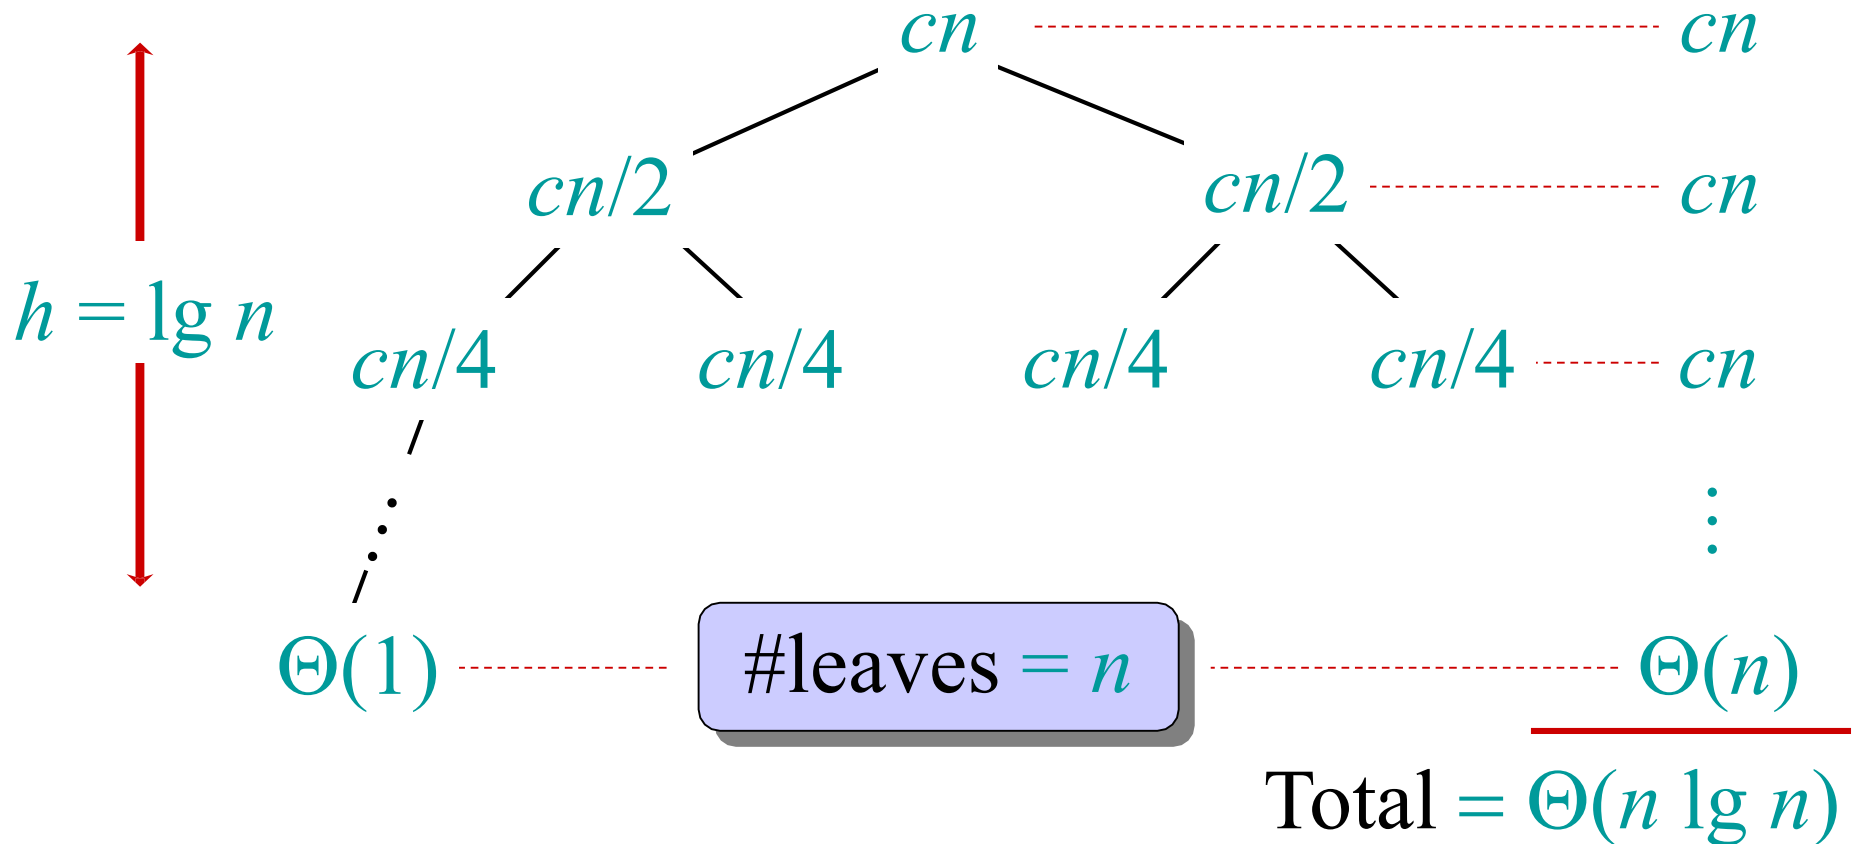 cn cn
cn/2 cn/2 cn
h = lg n
cn/4 cn/4 cn/4 cn/4 cn
Θ(1) #leaves = n Θ(n)
Total = Θ(n lg n)